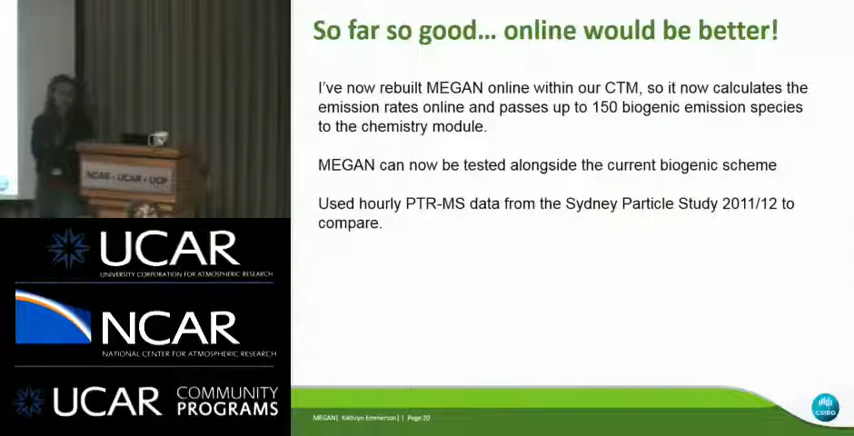 So far so good... online would be better!
I've now rebuilt MEGAN online within our CTM, so it now calculates the
emission rates online and passes up to 150 biogenic emission species
to the chemistry module.
MEGAN can now be tested alongside the current biogenic scheme
Used hourly PTR-MS data from the Sydney Particle Study 2011/12 to
compare.
NCAR • UCAR • UCP
UCAR
UNIVERSITY CORPORATION FOR ATMOSPHERIC RESEARCH
NCAR
NATIONAL CENTER FOR ATMOSPHERIC RESEARCH
UCAR COMMUNITY
PROGRAMS
MEGAN| Kathryn Emmerson| | Page 20
CSIRO